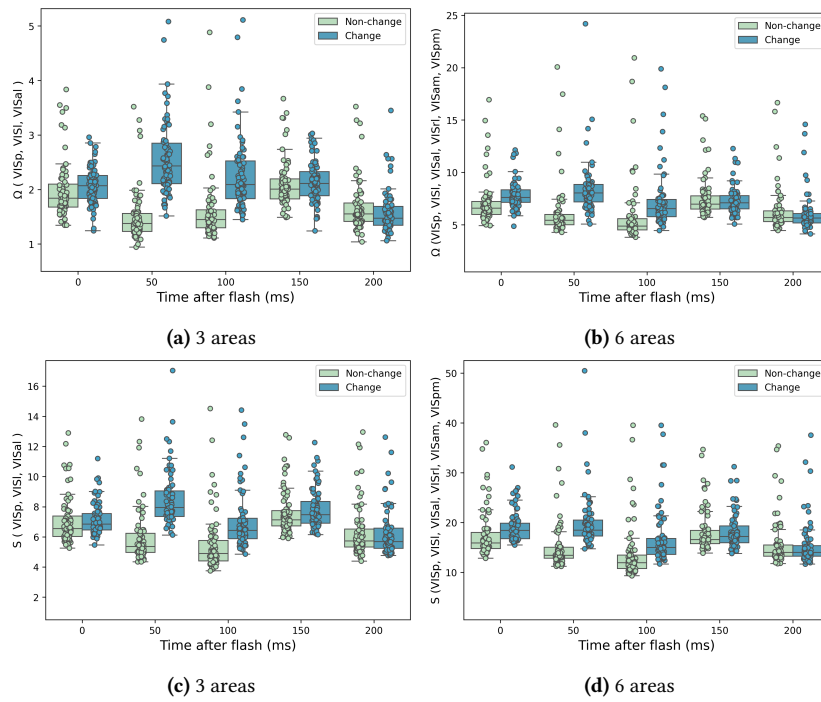 Ω ( VISp, VISl, VISal )
5
4
3
2
1
Non-change
Change
0 50 100 150 200
Time after flash (ms)
(a) 3 areas
Ω (VISp, VISl, VISal, VISrl, VISam, VISpm)
25
20
15
10
5
Non-change
Change
0 50 100 150 200
Time after flash (ms)
(b) 6 areas
S ( VISp, VISl, VISal)
16
14
12
10
8
6
4
2
Non-change
Change
0 50 100 150 200
Time after flash (ms)
(c) 3 areas
S (VISp, VISl, VISal, VISrl, VISam, VISpm)
50
40
30
20
10
Non-change
Change
0 50 100 150 200
Time after flash (ms)
(d) 6 areas